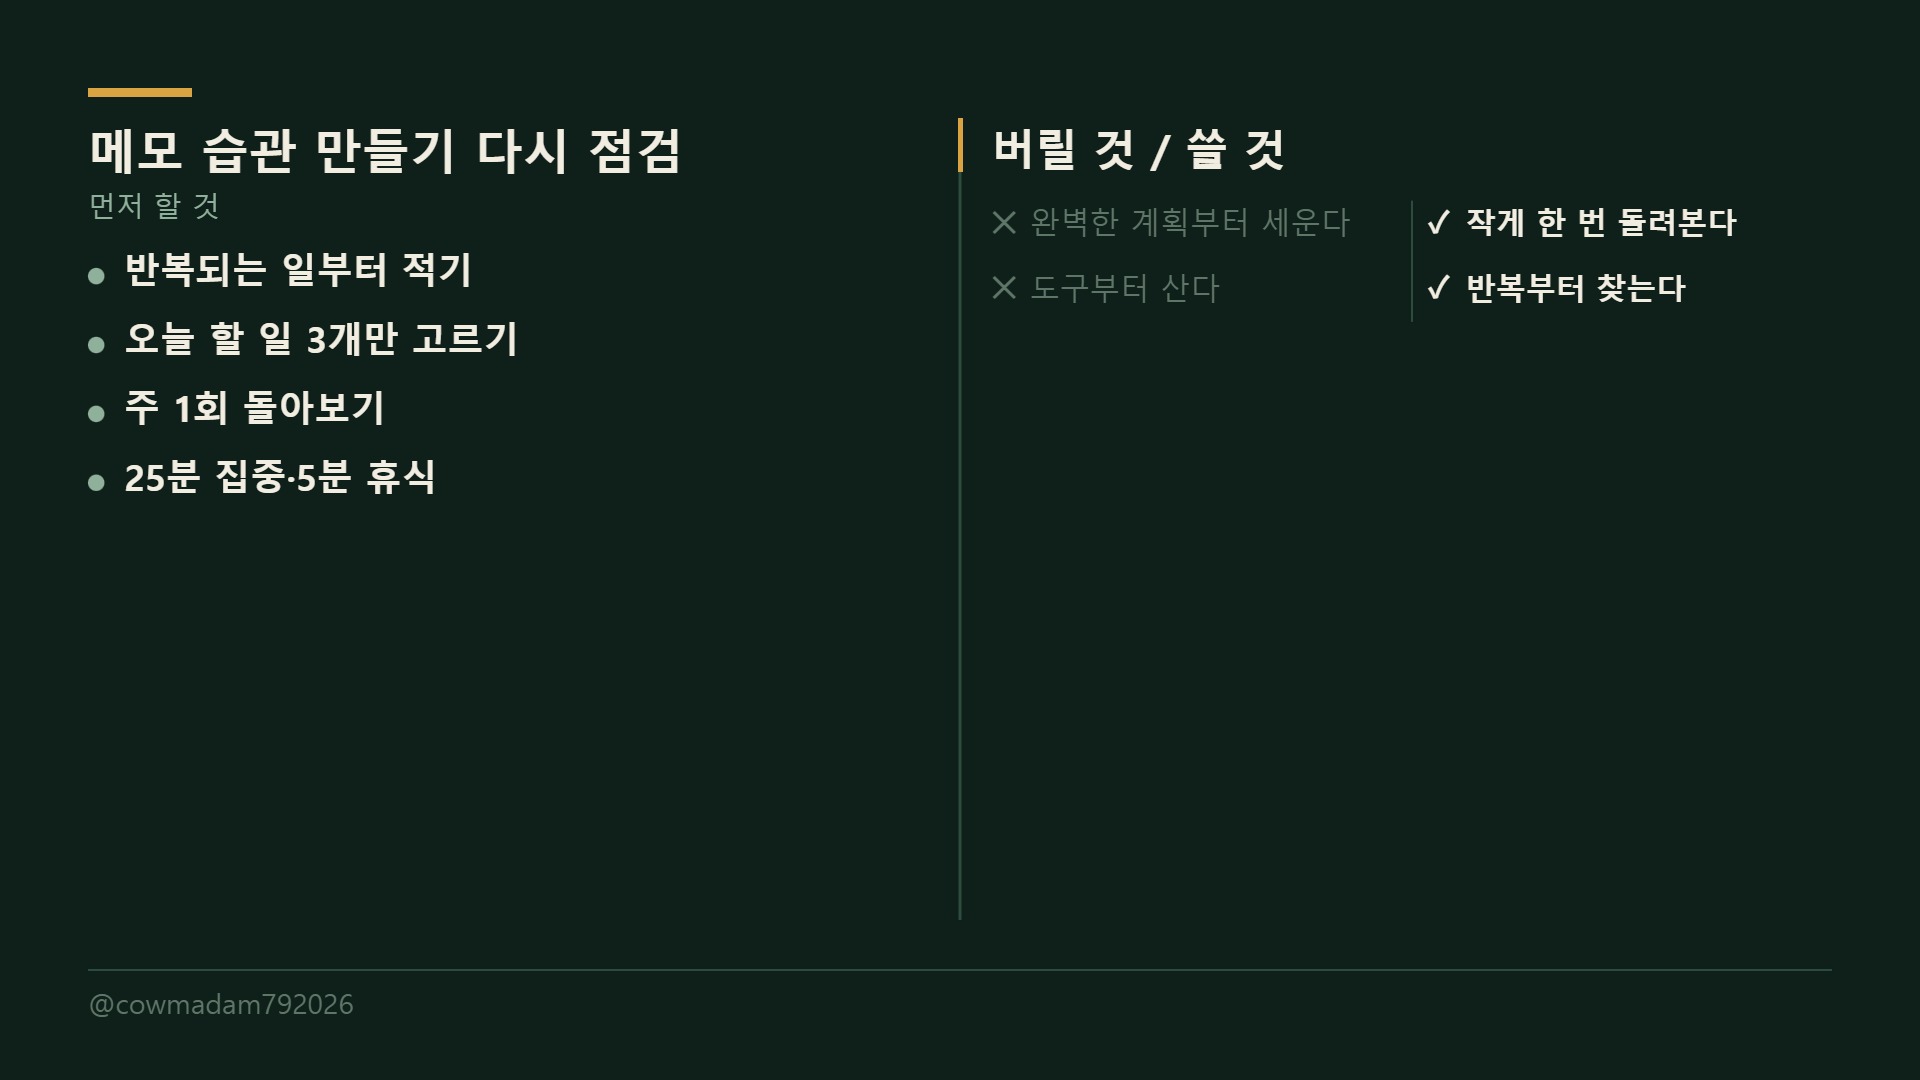 메모 습관 만들기 다시 점검
먼저 할 것
반복되는 일부터 적기
오늘 할 일 3개만 고르기
주 1회 돌아보기
25분 집중·5분 휴식
버릴 것 / 쓸 것
✕ 완벽한 계획부터 세운다
✓ 작게 한 번 돌려본다
✕ 도구부터 산다
✓ 반복부터 찾는다
@cowmadam792026